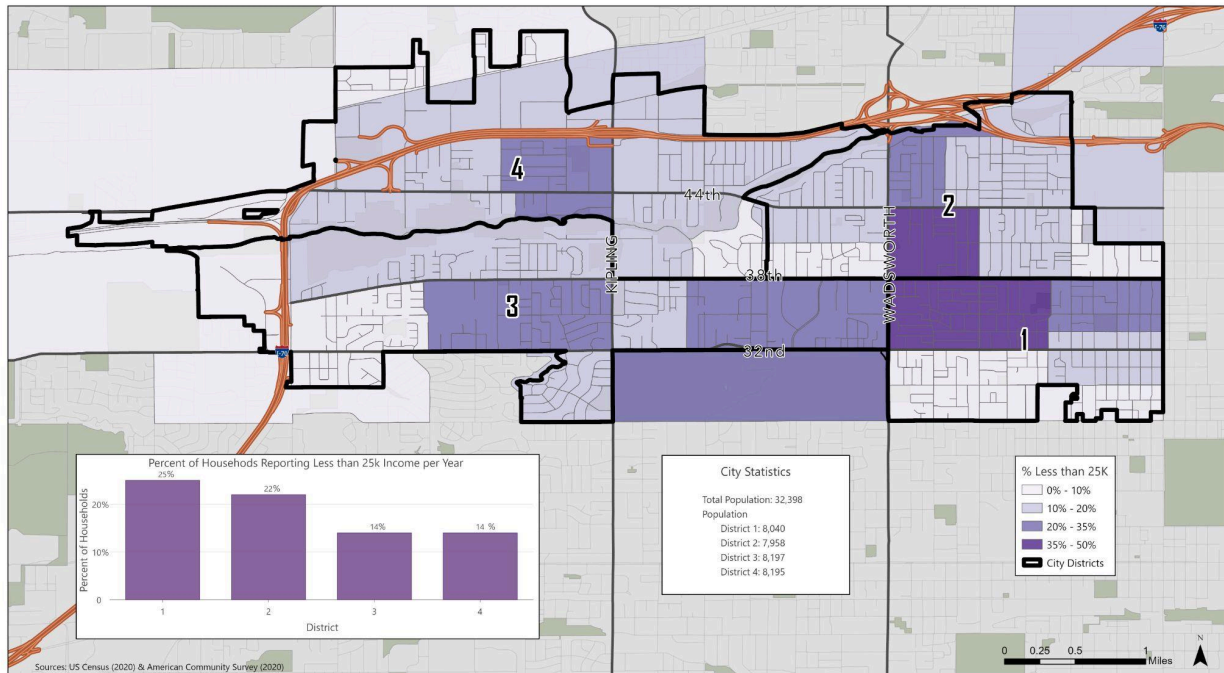 I-76
4
44th
2
KIPLING
WADSWORTH
38th
3
1
32nd
I-70
Percent of Househods Reporting Less than 25k Income per Year
25%
22%
14%
14 %
20%
10%
0
Percent of Households
1 2 3 4
District
City Statistics
Total Population: 32,398
Population
District 1: 8,040
District 2: 7,958
District 3: 8,197
District 4: 8,195
% Less than 25K
0% - 10%
10% - 20%
20% - 35%
35% - 50%
City Districts
Sources: US Census (2020) & American Community Survey (2020)
0 0.25 0.5 1
Miles
N